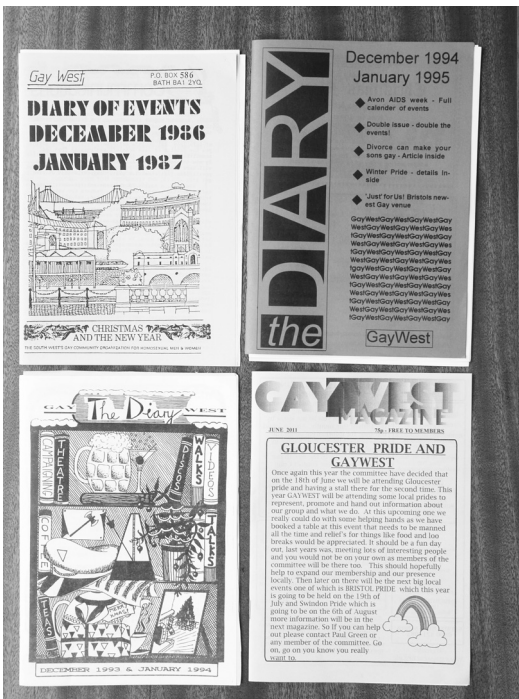 Gay West
P.O. BOX 586
BATH BA1 2YQ.
DIARY OF EVENTS
DECEMBER 1986
JANUARY 1987
CHRISTMAS
AND THE NEW YEAR
THE SOUTH WEST'S GAY COMMUNITY ORGANISATION FOR HOMOSEXUAL MEN & WOMEN
the DIARY
December 1994
January 1995
Avon AIDS week - Full
calender of events
Double issue - double the
events!
Divorce can make your
sons gay - Article inside
Winter Pride - details in-
side
'Just' for Us! Bristols new-
est Gay venue
GayWestGayWestGayWestGay
WestGayWestGayWestGayWes
tGayWestGayWestGayWestGay
WestGayWestGayWestGayWes
tGayWestGayWestGayWestGay
WestGayWestGayWestGayWes
tGayWestGayWestGayWestGay
WestGayWestGayWestGayWes
tGayWestGayWestGayWestGay
WestGayWestGayWestGayWes
tGayWestGayWestGayWestGay
GayWest
GAY The Diary WEST
CAMPAIGNING
THEATRE
DISCOS
WALKS
VIDEOS
COFFEE
TALKS
TEAS
DECEMBER 1993 & JANUARY 1994
GAY WEST
MAGAZINE
JUNE 2011
75p - FREE TO MEMBERS
GLOUCESTER PRIDE AND
GAYWEST
Once again this year the committee have decided that
on the 18th of June we will be attending Gloucester
pride and having a stall there for the second time. This
year GAYWEST will be attending some local prides to
represent, promote and hand out information about
our group and what we do. At this upcoming one we
really could do with some helping hands as we have
booked a table at this event that needs to be manned
all the time and relief's for things like food and loo
breaks would be appreciated. It should be a fun day
out, last years was, meeting lots of interesting people
and you would not be on your own as members of the
committee will be there too. This should hopefully
help to expand our membership and our presence
locally. Then later on there will be the next big local
events one of which is BRISTOL PRIDE which this year
is going to be held on the 19th of
July and Swindon Pride which is
going to be on the 6th of August
more information will be in the
next magazine. So If you can help
out please contact Paul Green or
any member of the committee. Go
on, go on you know you really
want to.